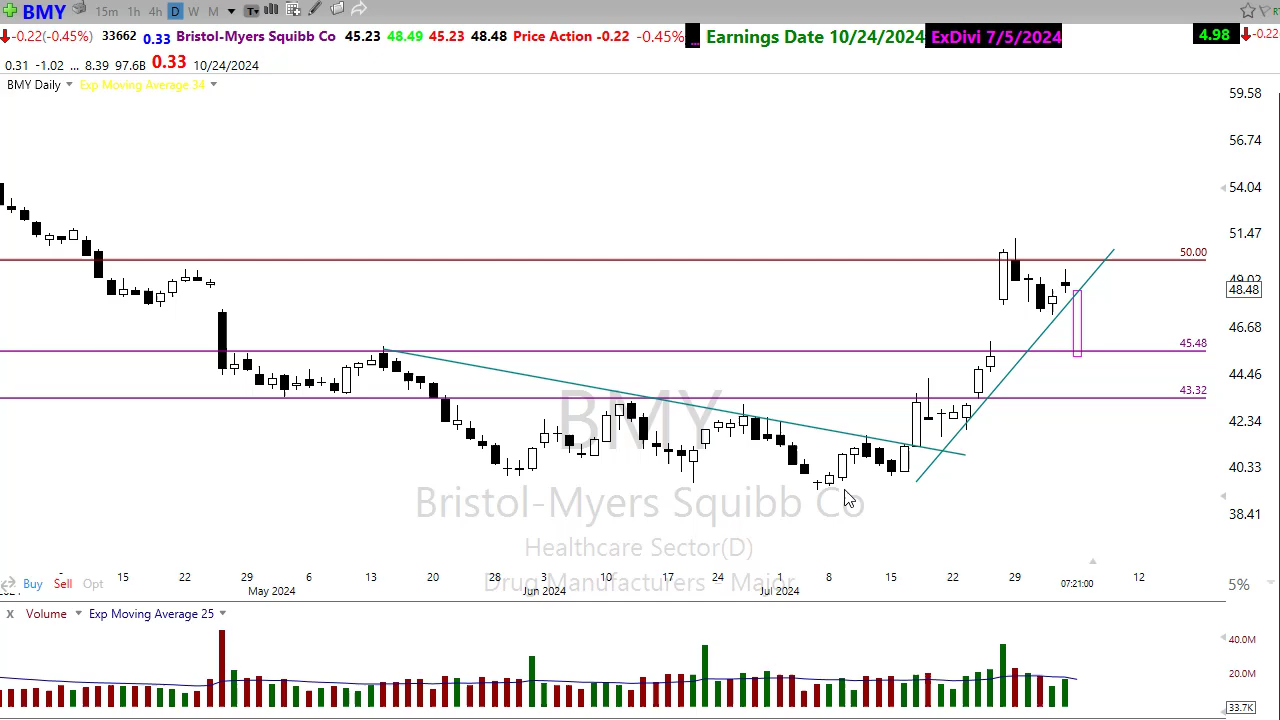 BMY 15m 1h 4h D W M
-0.22(-0.45%) 33662 0.33 Bristol-Myers Squibb Co 45.23 48.49 45.23 48.48 Price Action -0.22 -0.45% ... Earnings Date 10/24/2024 ExDivi 7/5/2024 4.98 -0.22
0.31 -1.02 ... 8.39 97.6B 0.33 10/24/2024
BMY Daily Exp Moving Average 34
59.58
56.74
54.04
51.47
50.00
49.02
48.48
46.68
45.48
44.46
43.32
42.34
40.33
38.41
BMY
Bristol-Myers Squibb Co
Healthcare Sector(D)
Drug Manufacturers - Major
15 22 29 6 13 20 28 3 10 17 24 1 8 15 22 29 07:21:00 12
Buy Sell Opt 5%
May 2024 Jun 2024 Jul 2024
X Volume Exp Moving Average 25
40.0M
20.0M
33.7K